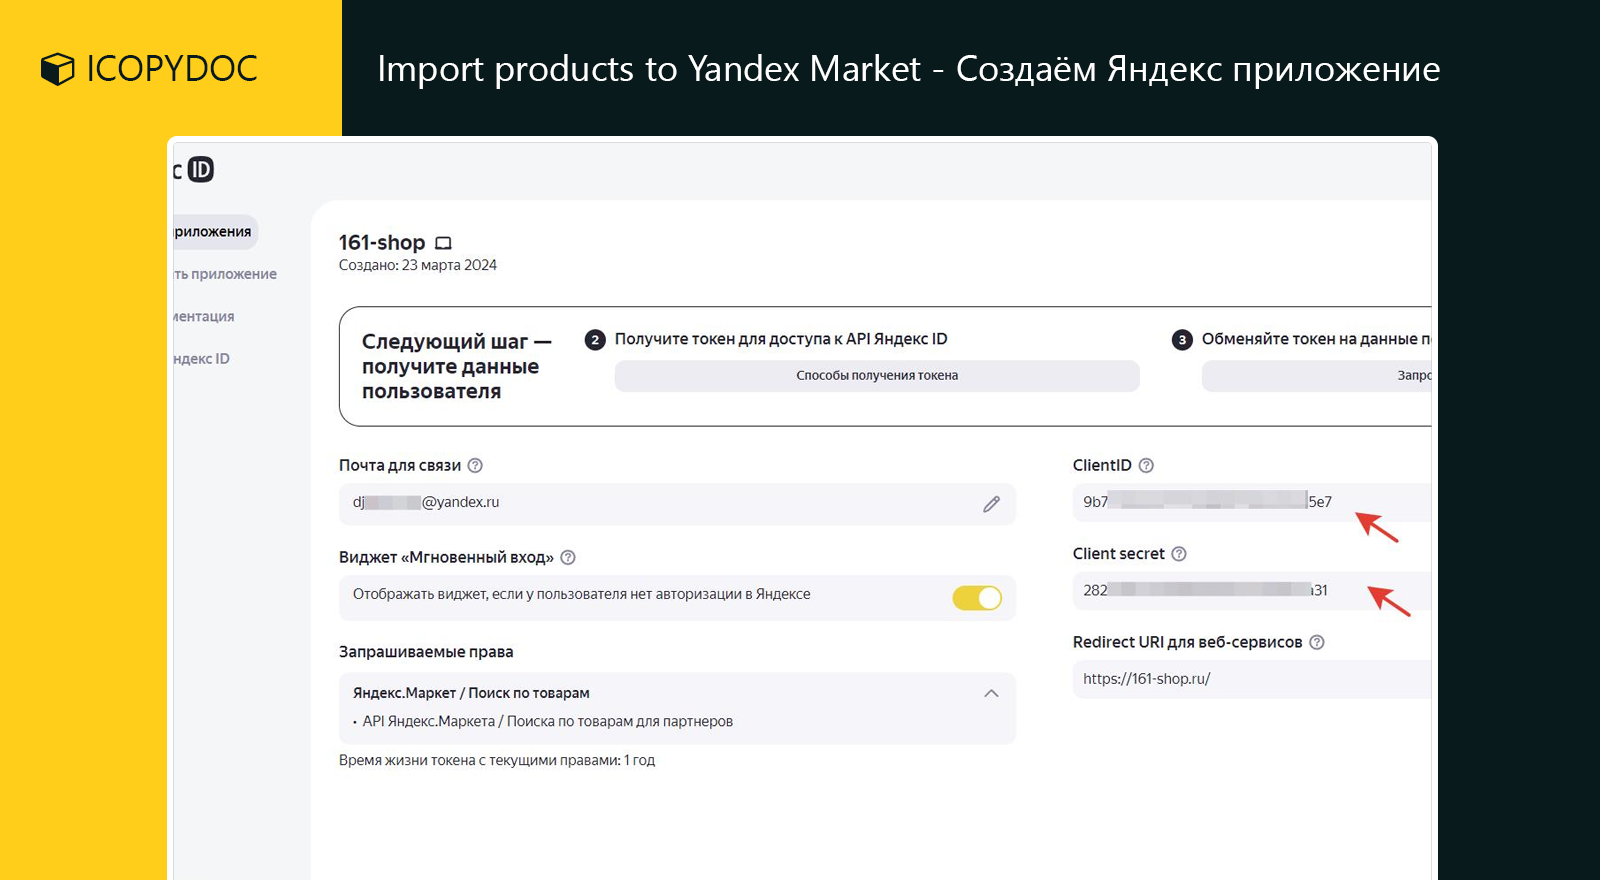 ICOPYDOC
Import products to Yandex Market - Создаём Яндекс приложение
с ID
приложения
ть приложение
ментация
ндекс ID
161-shop
Создано: 23 марта 2024
Следующий шаг —
получите данные
пользователя
2 Получите токен для доступа к API Яндекс ID
Способы получения токена
3 Обменяйте токен на данные п
Запро
Почта для связи ?
dj @yandex.ru
Виджет «Мгновенный вход» ?
Отображать виджет, если у пользователя нет авторизации в Яндексе
Запрашиваемые права
Яндекс.Маркет / Поиск по товарам
• API Яндекс.Маркета / Поиска по товарам для партнеров
Время жизни токена с текущими правами: 1 год
ClientID ?
9b7 5e7
Client secret ?
282 a31
Redirect URI для веб-сервисов ?
https://161-shop.ru/